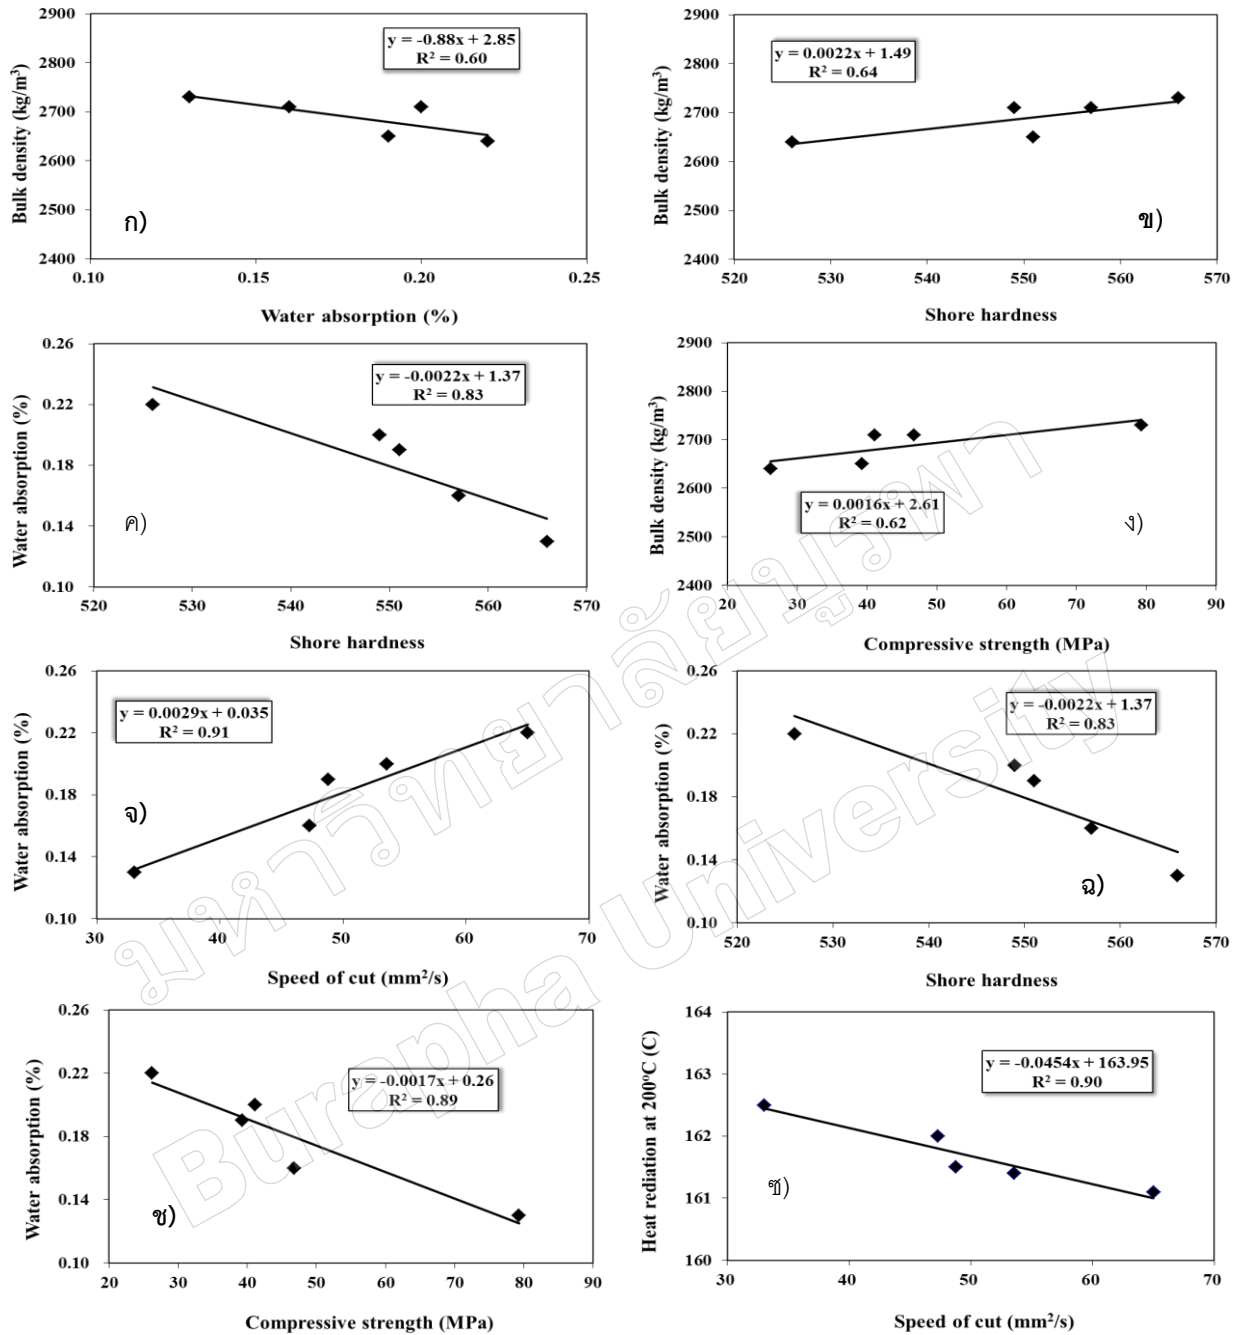 2900
2800
2700
2600
2500
2400
0.10
0.15
0.20
0.25
Bulk density (kg/m³)
y = -0.88x + 2.85
R² = 0.60
ก)
Water absorption (%)
2900
2800
2700
2600
2500
2400
520
530
540
550
560
570
Bulk density (kg/m³)
y = 0.0022x + 1.49
R² = 0.64
ข)
Shore hardness
0.26
0.22
0.18
0.14
0.10
520
530
540
550
560
570
Water absorption (%)
y = -0.0022x + 1.37
R² = 0.83
ค)
Shore hardness
2900
2800
2700
2600
2500
2400
20
30
40
50
60
70
80
90
Bulk density (kg/m³)
y = 0.0016x + 2.61
R² = 0.62
ง)
Compressive strength (MPa)
0.26
0.22
0.18
0.14
0.10
30
40
50
60
70
Water absorption (%)
y = 0.0029x + 0.035
R² = 0.91
จ)
Speed of cut (mm²/s)
0.26
0.22
0.18
0.14
0.10
520
530
540
550
560
570
Water absorption (%)
y = -0.0022x + 1.37
R² = 0.83
ฉ)
Shore hardness
0.26
0.22
0.18
0.14
0.10
20
30
40
50
60
70
80
90
Water absorption (%)
y = -0.0017x + 0.26
R² = 0.89
ช)
Compressive strength (MPa)
164
163
162
161
160
30
40
50
60
70
Heat rediation at 200ºC (C)
y = -0.0454x + 163.95
R² = 0.90
ซ)
Speed of cut (mm²/s)
มหาวิทยาลัยบูรพา
Burapha University